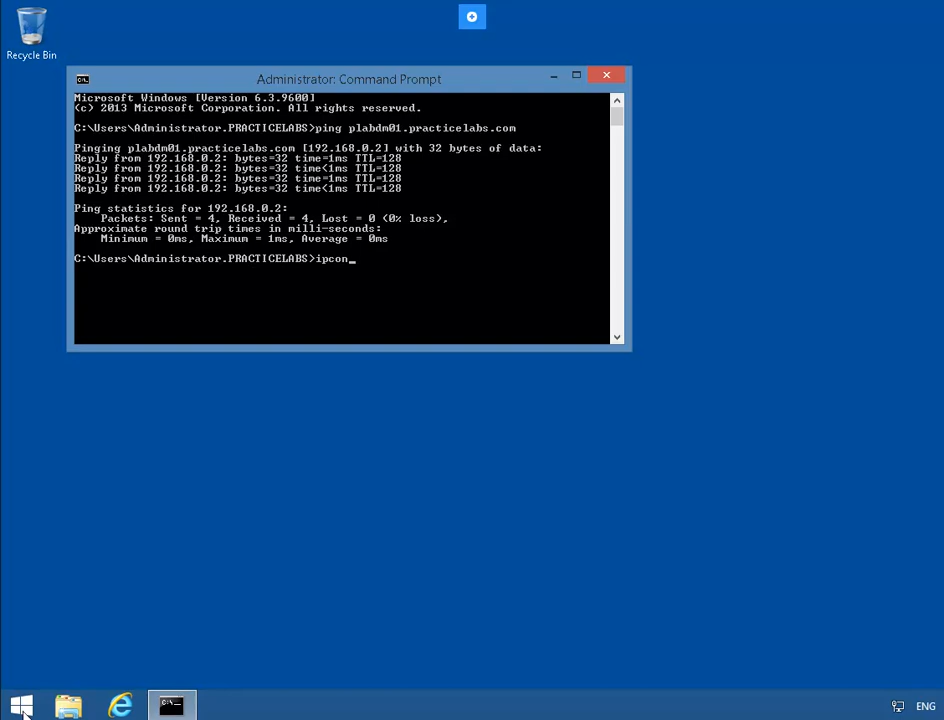 Recycle Bin
Administrator: Command Prompt
Microsoft Windows [Version 6.3.9600]
(c) 2013 Microsoft Corporation. All rights reserved.
C:\Users\Administrator.PRACTICELABS>ping plabdm01.practicelabs.com
Pinging plabdm01.practicelabs.com [192.168.0.2] with 32 bytes of data:
Reply from 192.168.0.2: bytes=32 time=1ms TTL=128
Reply from 192.168.0.2: bytes=32 time<1ms TTL=128
Reply from 192.168.0.2: bytes=32 time<1ms TTL=128
Reply from 192.168.0.2: bytes=32 time<1ms TTL=128
Ping statistics for 192.168.0.2:
    Packets: Sent = 4, Received = 4, Lost = 0 (0% loss),
Approximate round trip times in milli-seconds:
    Minimum = 0ms, Maximum = 1ms, Average = 0ms
C:\Users\Administrator.PRACTICELABS>ipcon_
C:\_
ENG